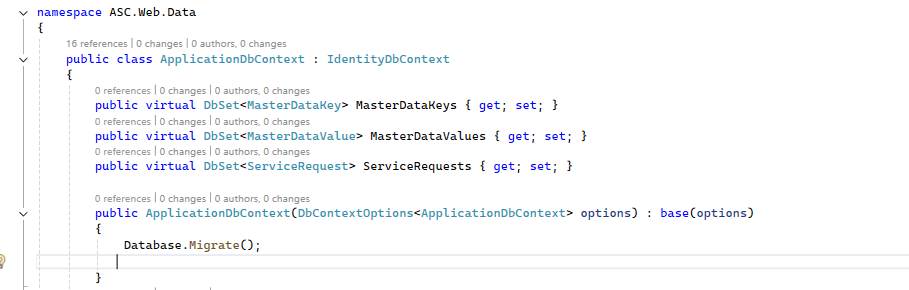 namespace ASC.Web.Data
{
16 references | 0 changes | 0 authors, 0 changes
public class ApplicationDbContext : IdentityDbContext
{
0 references | 0 changes | 0 authors, 0 changes
public virtual DbSet<MasterDataKey> MasterDataKeys { get; set; }
0 references | 0 changes | 0 authors, 0 changes
public virtual DbSet<MasterDataValue> MasterDataValues { get; set; }
0 references | 0 changes | 0 authors, 0 changes
public virtual DbSet<ServiceRequest> ServiceRequests { get; set; }
0 references | 0 changes | 0 authors, 0 changes
public ApplicationDbContext(DbContextOptions<ApplicationDbContext> options) : base(options)
{
Database.Migrate();
}